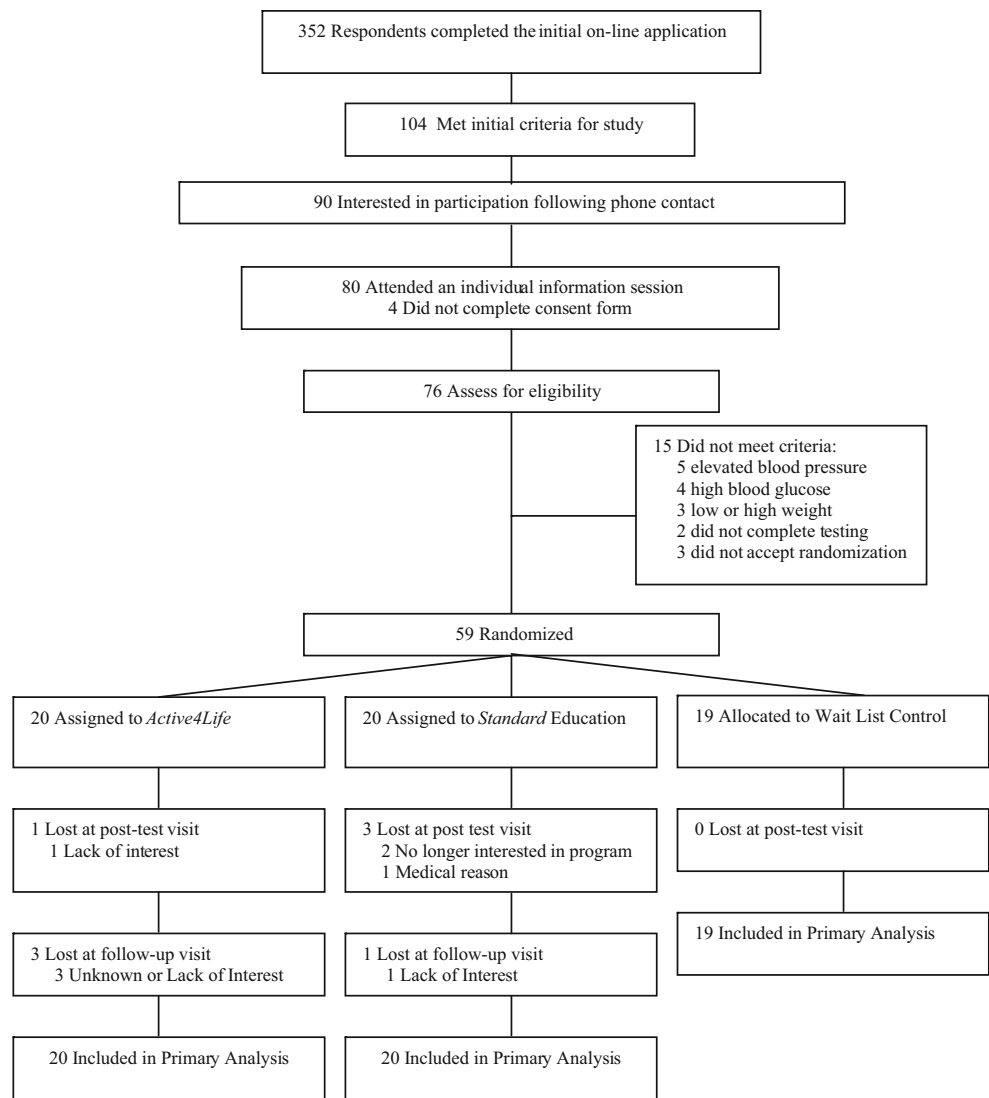 352 Respondents completed the initial on-line application
104 Met initial criteria for study
90 Interested in participation following phone contact
80 Attended an individual information session
4 Did not complete consent form
76 Assess for eligibility
15 Did not meet criteria:
5 elevated blood pressure
4 high blood glucose
3 low or high weight
2 did not complete testing
3 did not accept randomization
59 Randomized
20 Assigned to Active4Life
20 Assigned to Standard Education
19 Allocated to Wait List Control
1 Lost at post-test visit
1 Lack of interest
3 Lost at post test visit
2 No longer interested in program
1 Medical reason
0 Lost at post-test visit
3 Lost at follow-up visit
3 Unknown or Lack of Interest
1 Lost at follow-up visit
1 Lack of Interest
19 Included in Primary Analysis
20 Included in Primary Analysis
20 Included in Primary Analysis